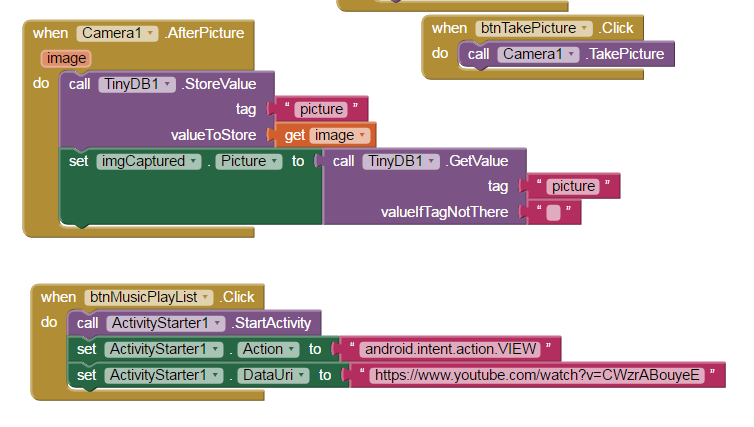 when Camera1 .AfterPicture
image
do call TinyDB1 .StoreValue
tag " picture "
valueToStore get image
set imgCaptured . Picture to call TinyDB1 .GetValue
tag " picture "
valueIfTagNotThere " "
when btnTakePicture .Click
do call Camera1 .TakePicture
when btnMusicPlayList .Click
do call ActivityStarter1 .StartActivity
set ActivityStarter1 . Action to " android.intent.action.VIEW "
set ActivityStarter1 . DataUri to " https://www.youtube.com/watch?v=CWzrABouyeE "